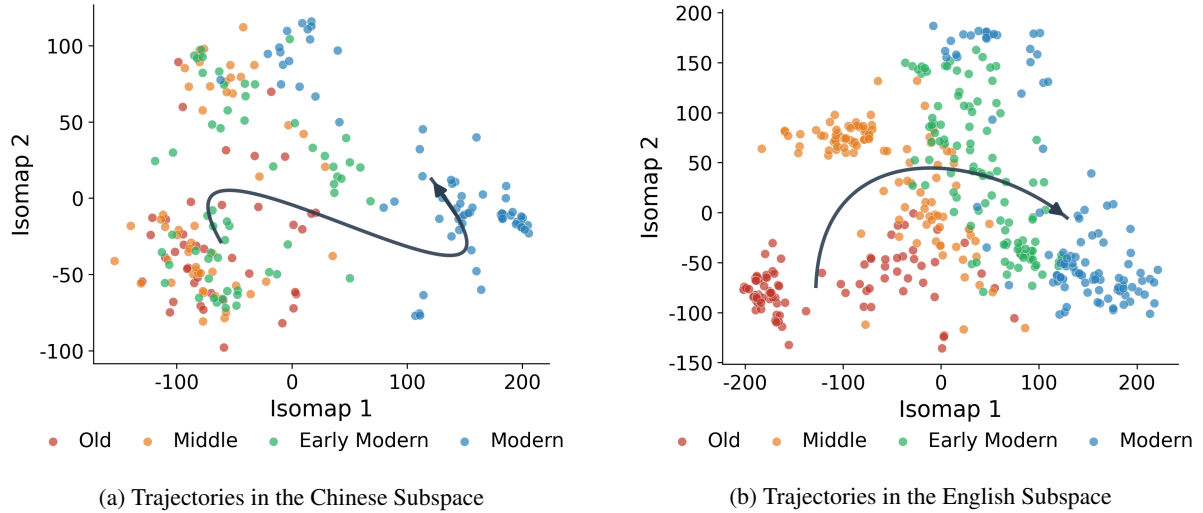 100
50
0
-50
-100
Isomap 2
-100
0
100
200
Isomap 1
Old
Middle
Early Modern
Modern
(a) Trajectories in the Chinese Subspace
200
150
100
50
0
-50
-100
-150
Isomap 2
-200
-100
0
100
200
Isomap 1
Old
Middle
Early Modern
Modern
(b) Trajectories in the English Subspace